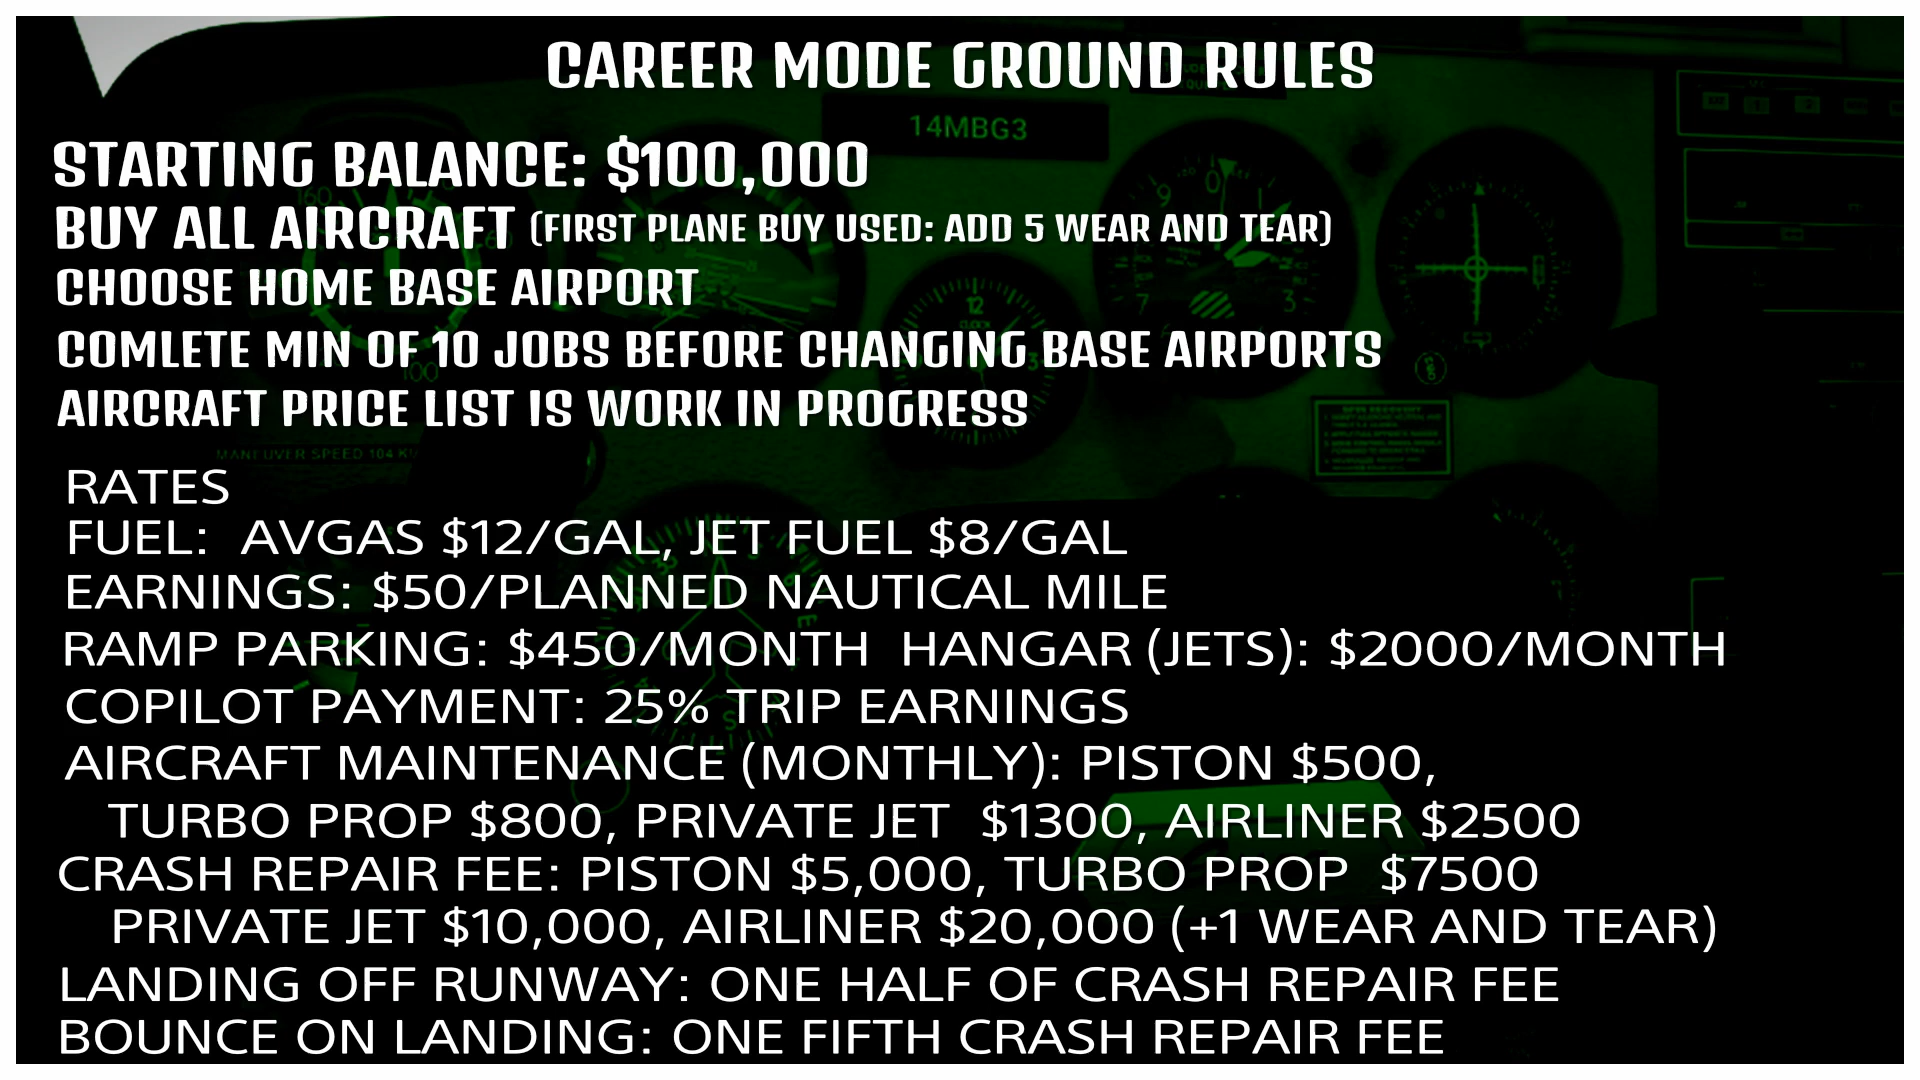 CAREER MODE GROUND RULES
14MBG3
STARTING BALANCE: $100,000
BUY ALL AIRCRAFT (FIRST PLANE BUY USED: ADD 5 WEAR AND TEAR)
CHOOSE HOME BASE AIRPORT
COMLETE MIN OF 10 JOBS BEFORE CHANGING BASE AIRPORTS
AIRCRAFT PRICE LIST IS WORK IN PROGRESS
MANEUVER SPEED 104
RATES
FUEL: AVGAS $12/GAL, JET FUEL $8/GAL
EARNINGS: $50/PLANNED NAUTICAL MILE
RAMP PARKING: $450/MONTH HANGAR (JETS): $2000/MONTH
COPILOT PAYMENT: 25% TRIP EARNINGS
AIRCRAFT MAINTENANCE (MONTHLY): PISTON $500,
TURBO PROP $800, PRIVATE JET $1300, AIRLINER $2500
CRASH REPAIR FEE: PISTON $5,000, TURBO PROP $7500
PRIVATE JET $10,000, AIRLINER $20,000 (+1 WEAR AND TEAR)
LANDING OFF RUNWAY: ONE HALF OF CRASH REPAIR FEE
BOUNCE ON LANDING: ONE FIFTH CRASH REPAIR FEE